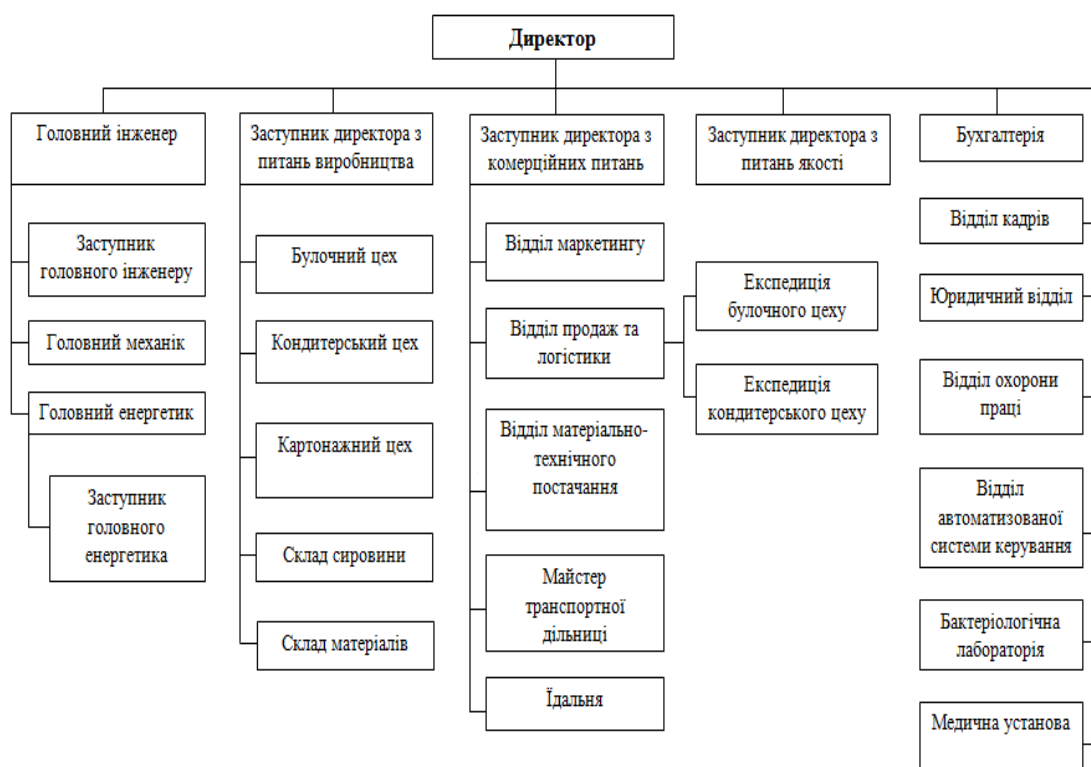 Директор
Головний інженер
Заступник
головного інженеру
Головний механік
Головний енергетик
Заступник
головного
енергетика
Заступник директора з
питань виробництва
Булочний цех
Кондитерський цех
Картонажний цех
Склад сировини
Склад матеріалів
Заступник директора з
комерційних питань
Відділ маркетингу
Відділ продаж та
логістики
Відділ матеріально-
технічного
постачання
Майстер
транспортної
дільниці
Їдальня
Заступник директора з
питань якості
Експедиція
булочного цеху
Експедиція
кондитерського цеху
Бухгалтерія
Відділ кадрів
Юридичний відділ
Відділ охорони
праці
Відділ
автоматизованої
системи керування
Бактеріологічна
лабораторія
Медична установа